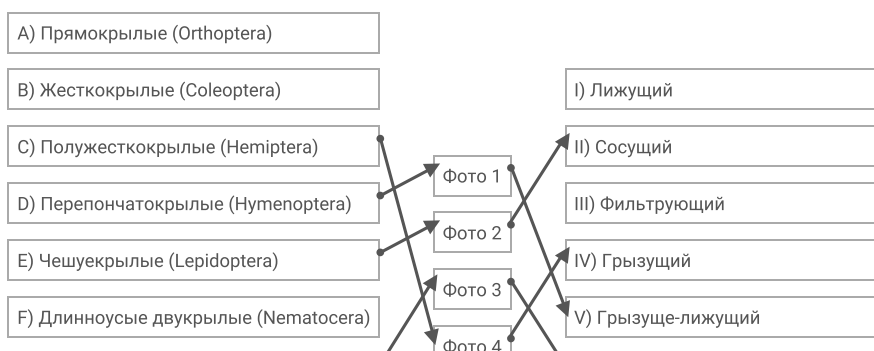 A) Прямокрылые (Orthoptera)
B) Жесткокрылые (Coleoptera)
C) Полужесткокрылые (Hemiptera)
D) Перепончатокрылые (Hymenoptera)
E) Чешуекрылые (Lepidoptera)
F) Длинноусые двукрылые (Nematocera)
Фото 1
Фото 2
Фото 3
Фото 4
I) Лижущий
II) Сосущий
III) Фильтрующий
IV) Грызущий
V) Грызуще-лижущий